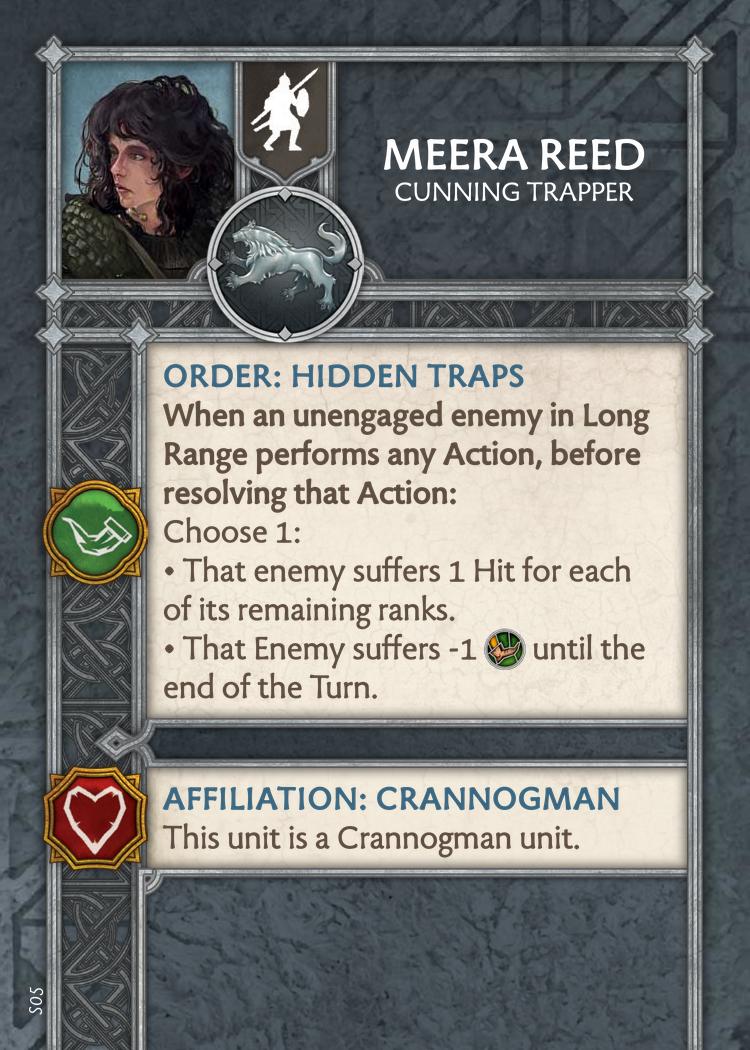 MEERA REED
CUNNING TRAPPER
ORDER: HIDDEN TRAPS
When an unengaged enemy in Long
Range performs any Action, before
resolving that Action:
Choose 1:
• That enemy suffers 1 Hit for each
of its remaining ranks.
• That Enemy suffers -1 until the
end of the Turn.
AFFILIATION: CRANNOGMAN
This unit is a Crannogman unit.
S05